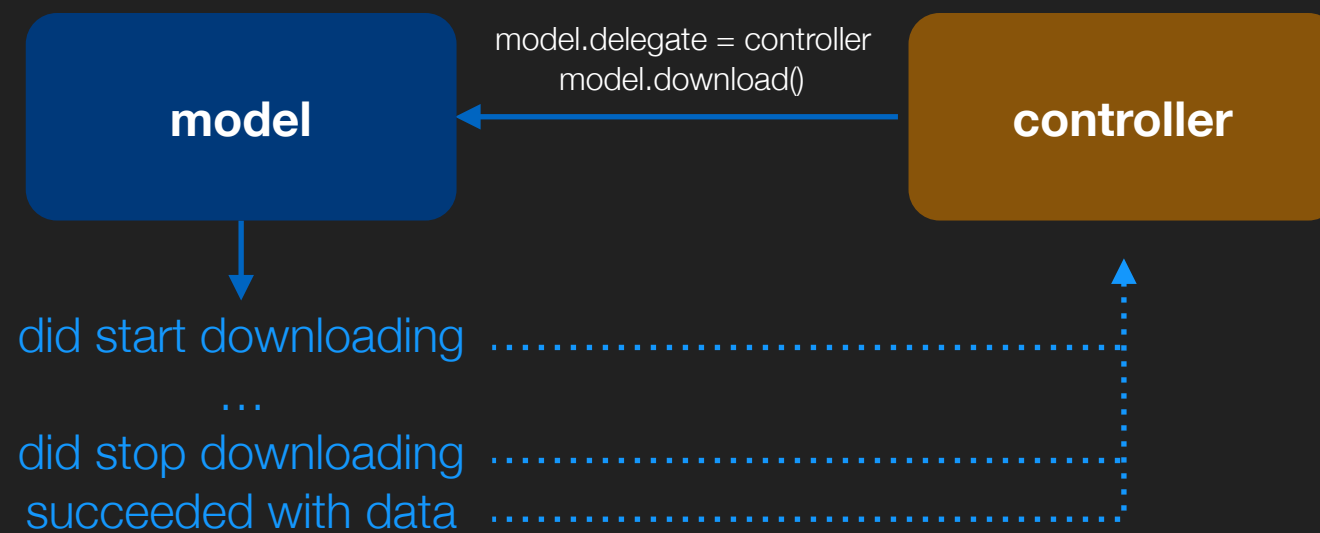 model.delegate = controller
model.download()
model
controller
did start downloading
...
did stop downloading
succeeded with data